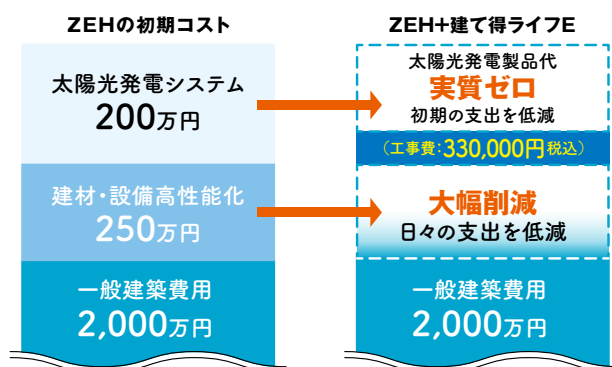 ZEHの初期コスト
太陽光発電システム
200万円
建材・設備高性能化
250万円
一般建築費用
2,000万円
ZEH+建て得ライフE
太陽光発電製品代
実質ゼロ
初期の支出を低減
（工事費:330,000円税込）
大幅削減
日々の支出を低減
一般建築費用
2,000万円